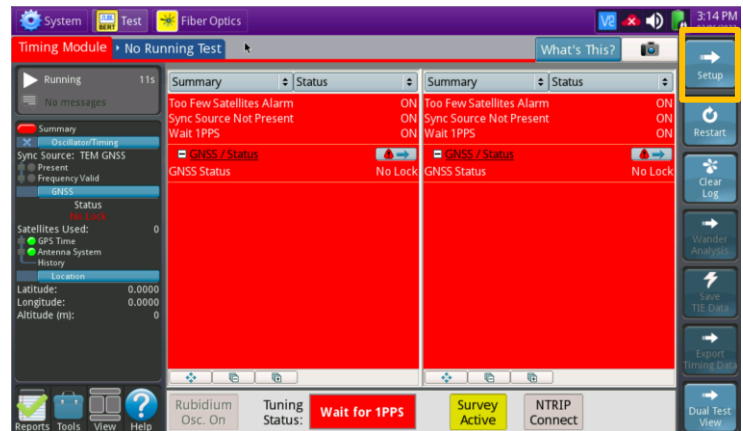 System
Test
Fiber Optics
3:14 PM
Timing Module
No Running Test
What's This?
Setup
Running 11s
No messages
Summary
Oscillator/Timing
Sync Source: TEM GNSS
Present
Frequency Valid
GNSS
Status
No Lock
Satellites Used: 0
GPS Time
Antenna System
History
Location
Latitude: 0.0000
Longitude: 0.0000
Altitude (m): 0
Summary
Status
Too Few Satellites Alarm ON
Sync Source Not Present ON
Wait 1PPS ON
GNSS / Status
GNSS Status No Lock
Summary
Status
Too Few Satellites Alarm ON
Sync Source Not Present ON
Wait 1PPS ON
GNSS / Status
GNSS Status No Lock
Restart
Clear
Log
Wander
Analysis
Save
TIE Data
Export
Timing Data
Dual Test
View
Reports
Tools
View
Help
Rubidium
Osc. On
Tuning
Status:
Wait for 1PPS
Survey
Active
NTRIP
Connect